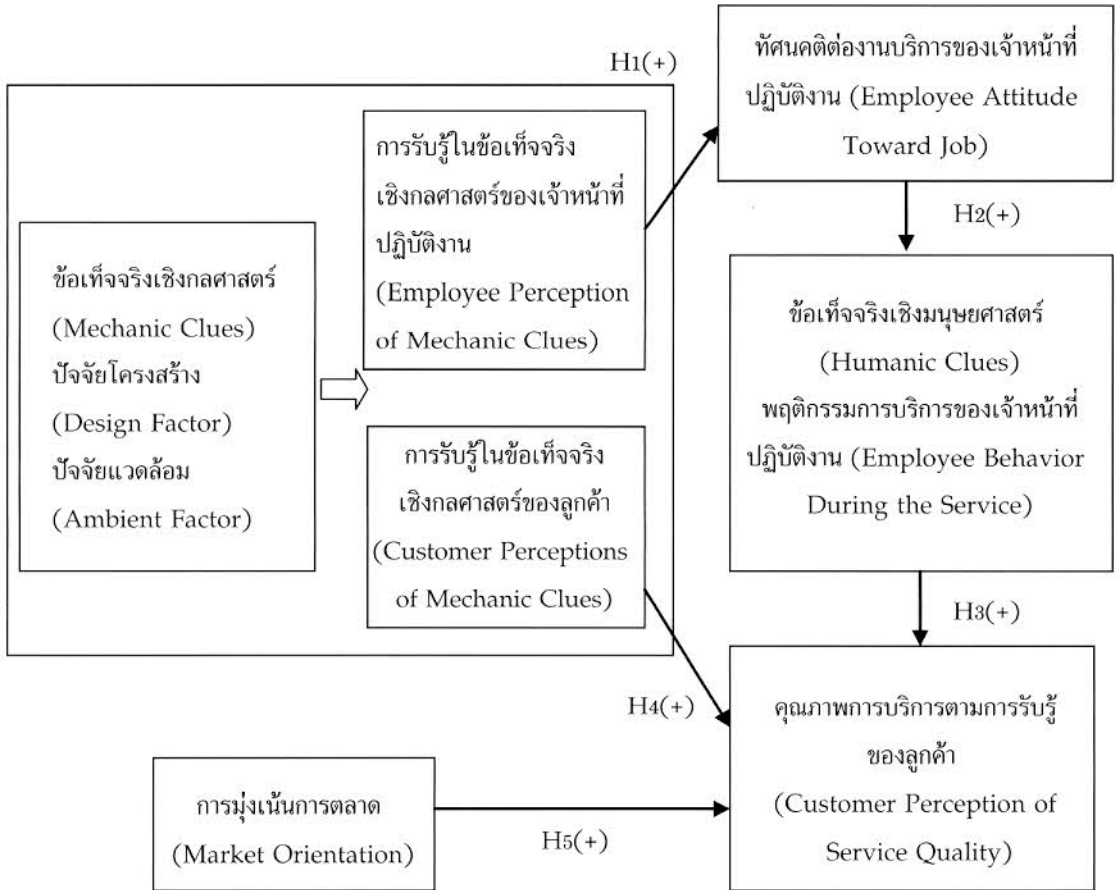 H1(+)
ทัศนคติต่องานบริการของเจ้าหน้าที่
ปฏิบัติงาน (Employee Attitude
Toward Job)
การรับรู้ในข้อเท็จจริง
เชิงกลศาสตร์ของเจ้าหน้าที่
ปฏิบัติงาน
(Employee Perception
of Mechanic Clues)
H2(+)
ข้อเท็จจริงเชิงกลศาสตร์
(Mechanic Clues)
ปัจจัยโครงสร้าง
(Design Factor)
ปัจจัยแวดล้อม
(Ambient Factor)
ข้อเท็จจริงเชิงมนุษยศาสตร์
(Humanic Clues)
พฤติกรรมการบริการของเจ้าหน้าที่
ปฏิบัติงาน (Employee Behavior
During the Service)
การรับรู้ในข้อเท็จจริง
เชิงกลศาสตร์ของลูกค้า
(Customer Perceptions
of Mechanic Clues)
H3(+)
H4(+)
คุณภาพการบริการตามการรับรู้
ของลูกค้า
(Customer Perception of
Service Quality)
การมุ่งเน้นการตลาด
(Market Orientation)
H5(+)